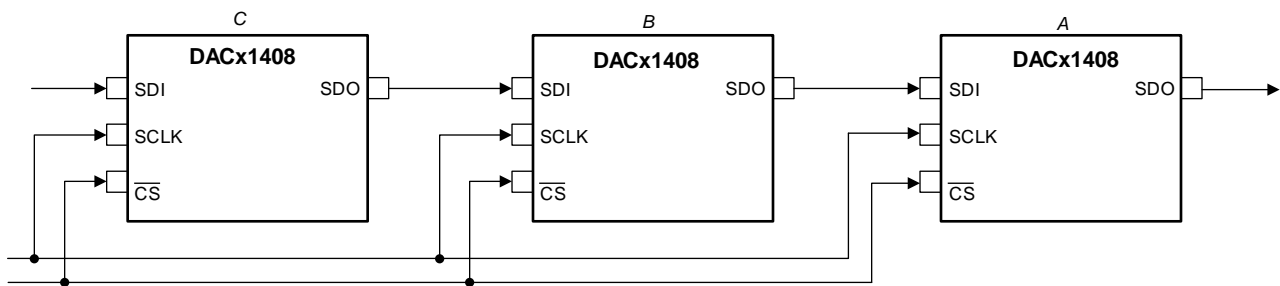 C
B
A
DACx1408
DACx1408
DACx1408
SDI
SDO
SDI
SDO
SDI
SDO
SCLK
SCLK
SCLK
CS
CS
CS